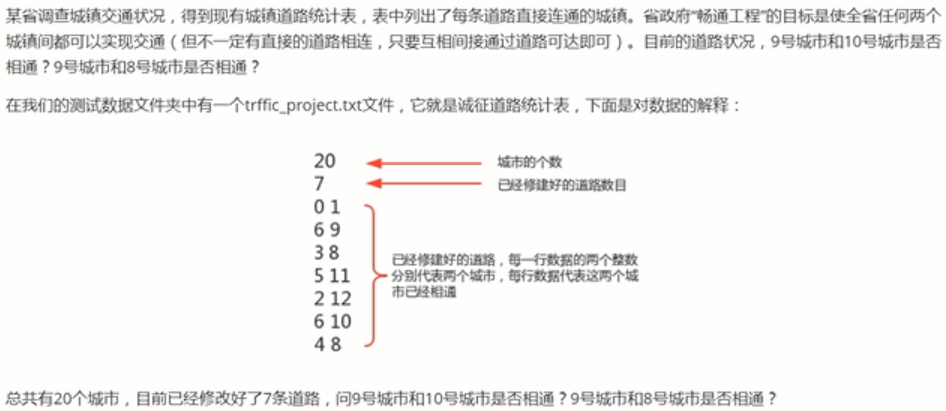 某省调查城镇交通状况，得到现有城镇道路统计表，表中列出了每条道路直接连通的城镇。省政府“畅通工程”的目标是使全省任何两个
城镇间都可以实现交通（但不一定有直接的道路相连，只要互相间接通过道路可达即可）。目前的道路状况，9号城市和10号城市是否
相通？9号城市和8号城市是否相通？
在我们的测试数据文件夹中有一个trffic_project.txt文件，它就是诚征道路统计表，下面是对数据的解释：
20
城市的个数
7
已经修建好的道路数目
0 1
6 9
3 8
5 11
2 12
6 10
4 8
已经修建好的道路，每一行数据的两个整数
分别代表两个城市，每行数据代表这两个城
市已经相通
总共有20个城市，目前已经修改好了7条道路，问9号城市和10号城市是否相通？9号城市和8号城市是否相通？